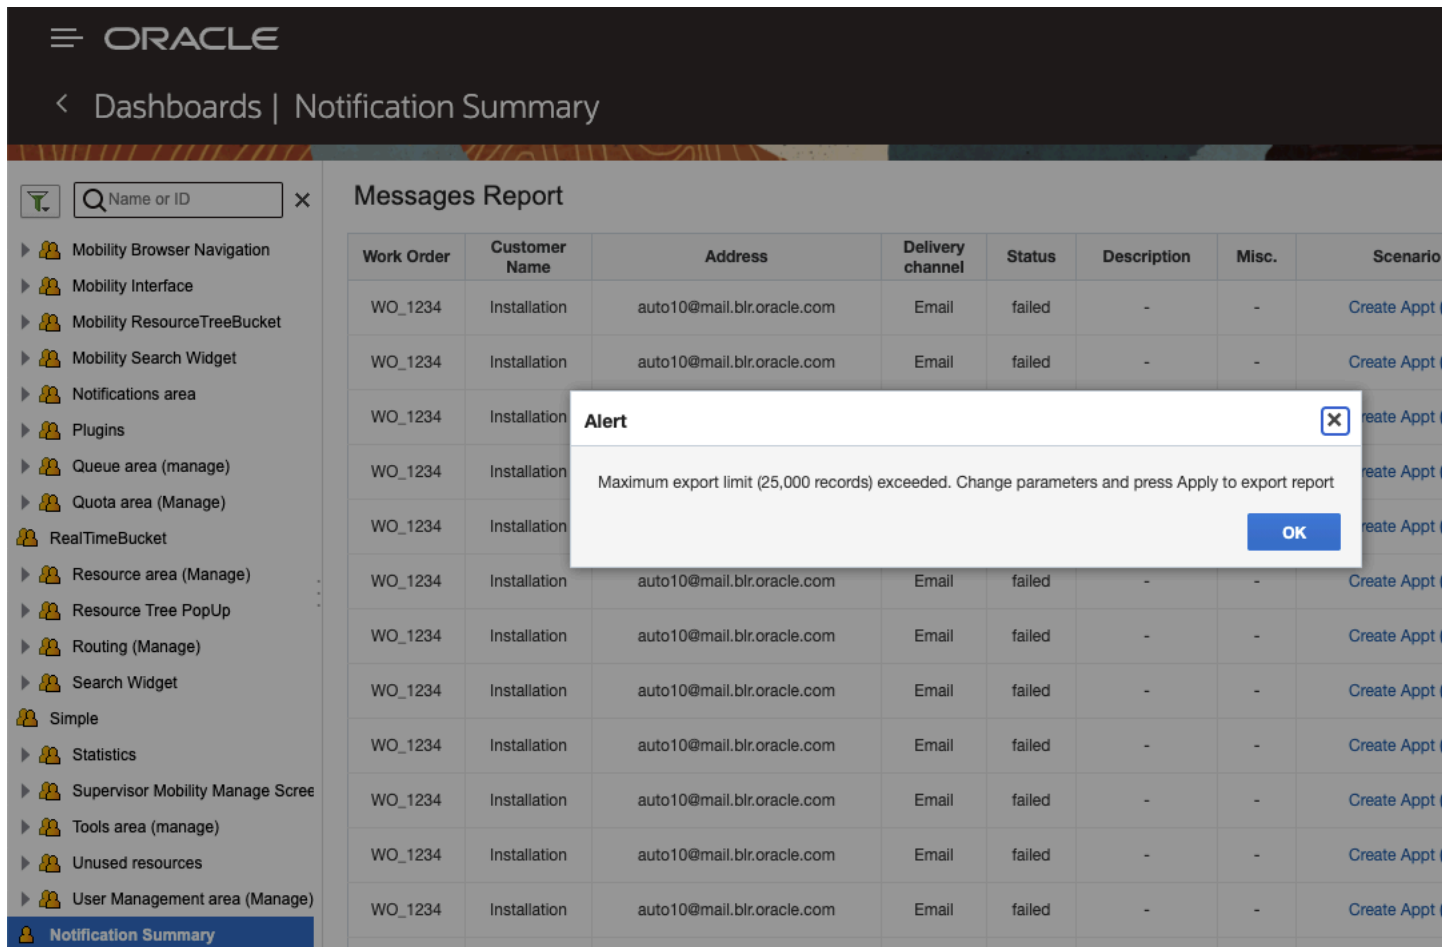 ORACLE
Dashboards | Notification Summary
Name or ID
Mobility Browser Navigation
Mobility Interface
Mobility ResourceTreeBucket
Mobility Search Widget
Notifications area
Plugins
Queue area (manage)
Quota area (Manage)
RealTimeBucket
Resource area (Manage)
Resource Tree PopUp
Routing (Manage)
Search Widget
Simple
Statistics
Supervisor Mobility Manage Scree
Tools area (manage)
Unused resources
User Management area (Manage)
Notification Summary
Messages Report
Work Order Customer Name Address Delivery channel Status Description Misc. Scenario
WO_1234 Installation auto10@mail.blr.oracle.com Email failed - - Create Appt (
WO_1234 Installation auto10@mail.blr.oracle.com Email failed - - Create Appt (
WO_1234 Installation reate Appt (
WO_1234 Installation reate Appt (
WO_1234 Installation reate Appt (
Alert
Maximum export limit (25,000 records) exceeded. Change parameters and press Apply to export report
OK
WO_1234 Installation auto10@mail.blr.oracle.com Email failed - - Create Appt (
WO_1234 Installation auto10@mail.blr.oracle.com Email failed - - Create Appt (
WO_1234 Installation auto10@mail.blr.oracle.com Email failed - - Create Appt (
WO_1234 Installation auto10@mail.blr.oracle.com Email failed - - Create Appt (
WO_1234 Installation auto10@mail.blr.oracle.com Email failed - - Create Appt (
WO_1234 Installation auto10@mail.blr.oracle.com Email failed - - Create Appt (
WO_1234 Installation auto10@mail.blr.oracle.com Email failed - - Create Appt (